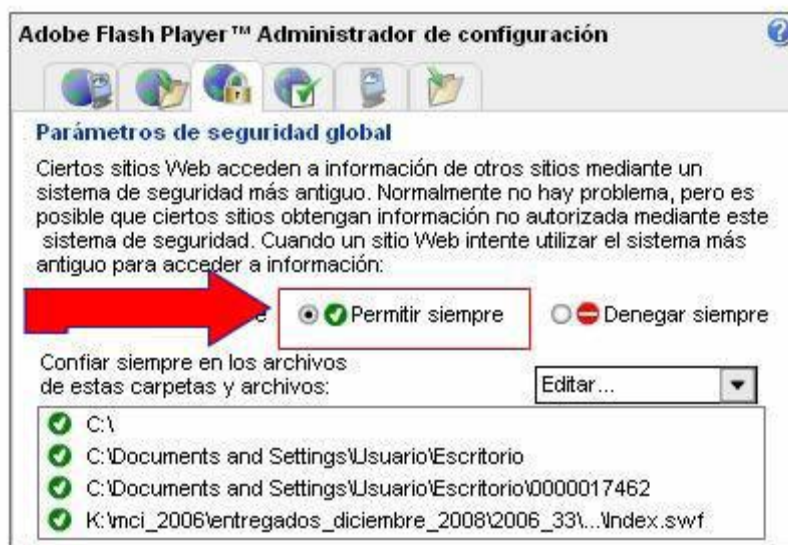 Adobe Flash Player™ Administrador de configuración
Parámetros de seguridad global
Ciertos sitios Web acceden a información de otros sitios mediante un
sistema de seguridad más antiguo. Normalmente no hay problema, pero es
posible que ciertos sitios obtengan información no autorizada mediante este
sistema de seguridad. Cuando un sitio Web intente utilizar el sistema más
antiguo para acceder a información:
Permitir siempre Denegar siempre
Confiar siempre en los archivos
de estas carpetas y archivos: Editar...
C:\
C:\Documents and Settings\Usuario\Escritorio
C:\Documents and Settings\Usuario\Escritorio\0000017462
K:\mci_2006\entregados_diciembre_2008\2006_33\...\Index.swf